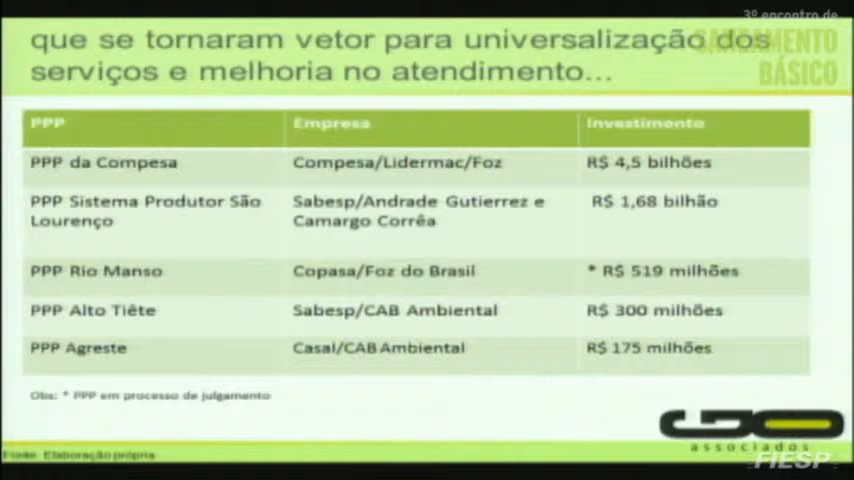 3º encontro de
SANEAMENTO
BÁSICO
que se tornaram vetor para universalização dos
serviços e melhoria no atendimento...
PPP Empresa Investimento
PPP da Compesa Compesa/Lidermac/Foz R$ 4,5 bilhões
PPP Sistema Produtor São Sabesp/Andrade Gutierrez e R$ 1,68 bilhão
Lourenço Camargo Corrêa
PPP Rio Manso Copasa/Foz do Brasil * R$ 519 milhões
PPP Alto Tiête Sabesp/CAB Ambiental R$ 300 milhões
PPP Agreste Casal/CAB Ambiental R$ 175 milhões
Obs: * PPP em processo de julgamento
GO
associados
Fonte: Elaboração própria
FIESP